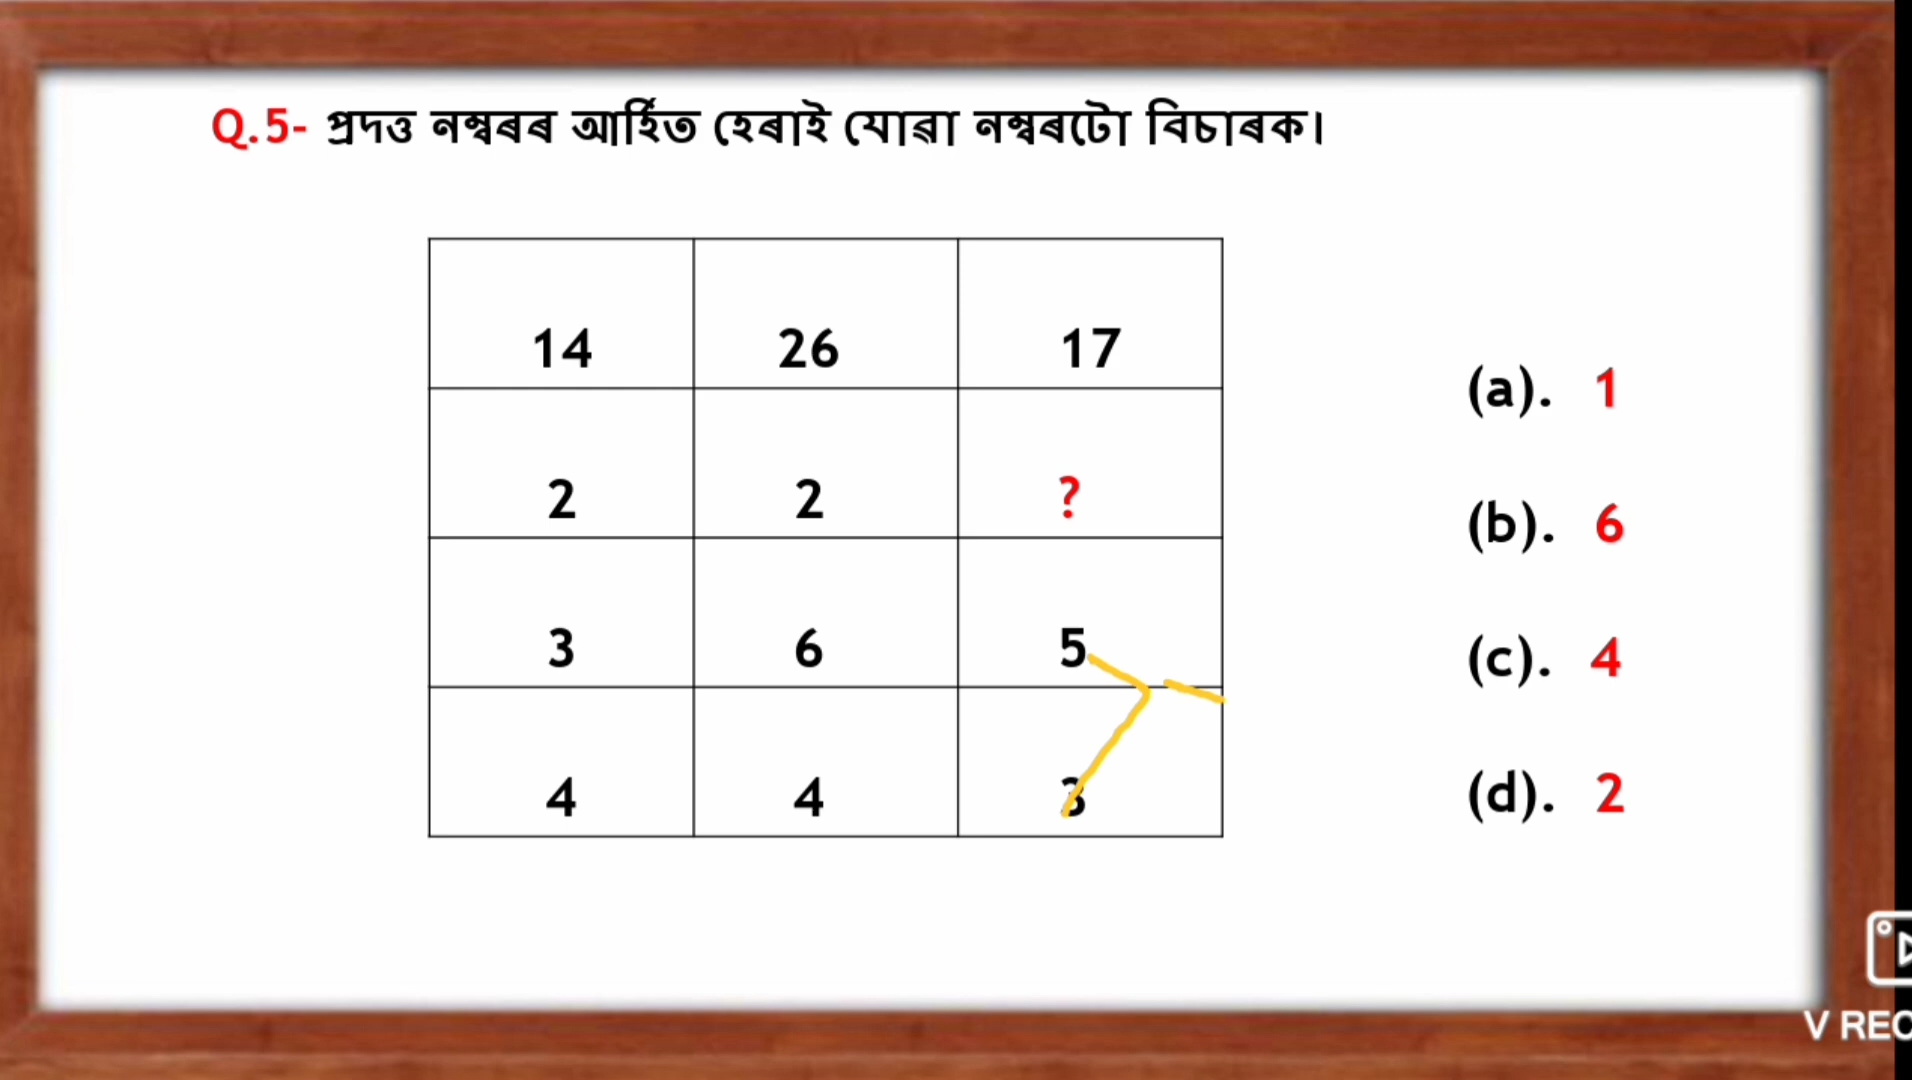 Q.5- প্রদত্ত নম্বৰৰ আৰ্হিত হেৰাই যোৱা নম্বৰটো বিচাৰক।
14 26 17
(a). 1
2 2 ?
(b). 6
3 6 5
(c). 4
4 4 3
(d). 2
V REC